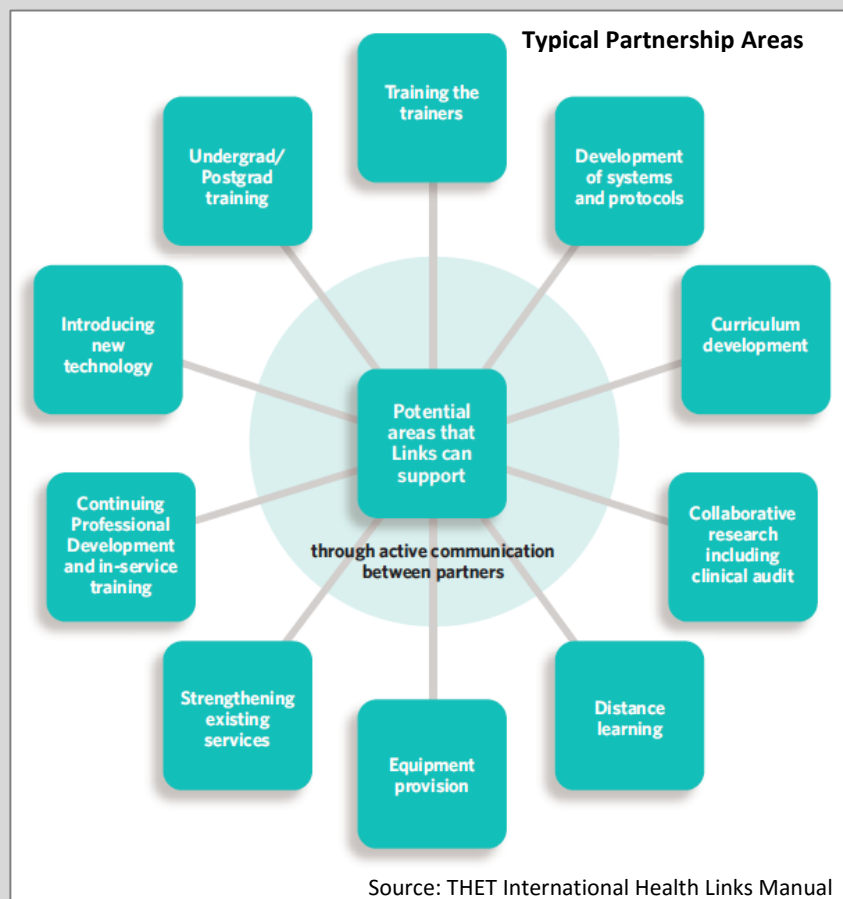 Typical Partnership Areas
Training the
trainers
Undergrad/
Postgrad
training
Development
of systems
and protocols
Introducing
new
technology
Curriculum
development
Potential
areas that
Links can
support
Continuing
Professional
Development
and in-service
training
Collaborative
research
including
clinical audit
through active communication
between partners
Strengthening
existing
services
Distance
learning
Equipment
provision
Source: THET International Health Links Manual